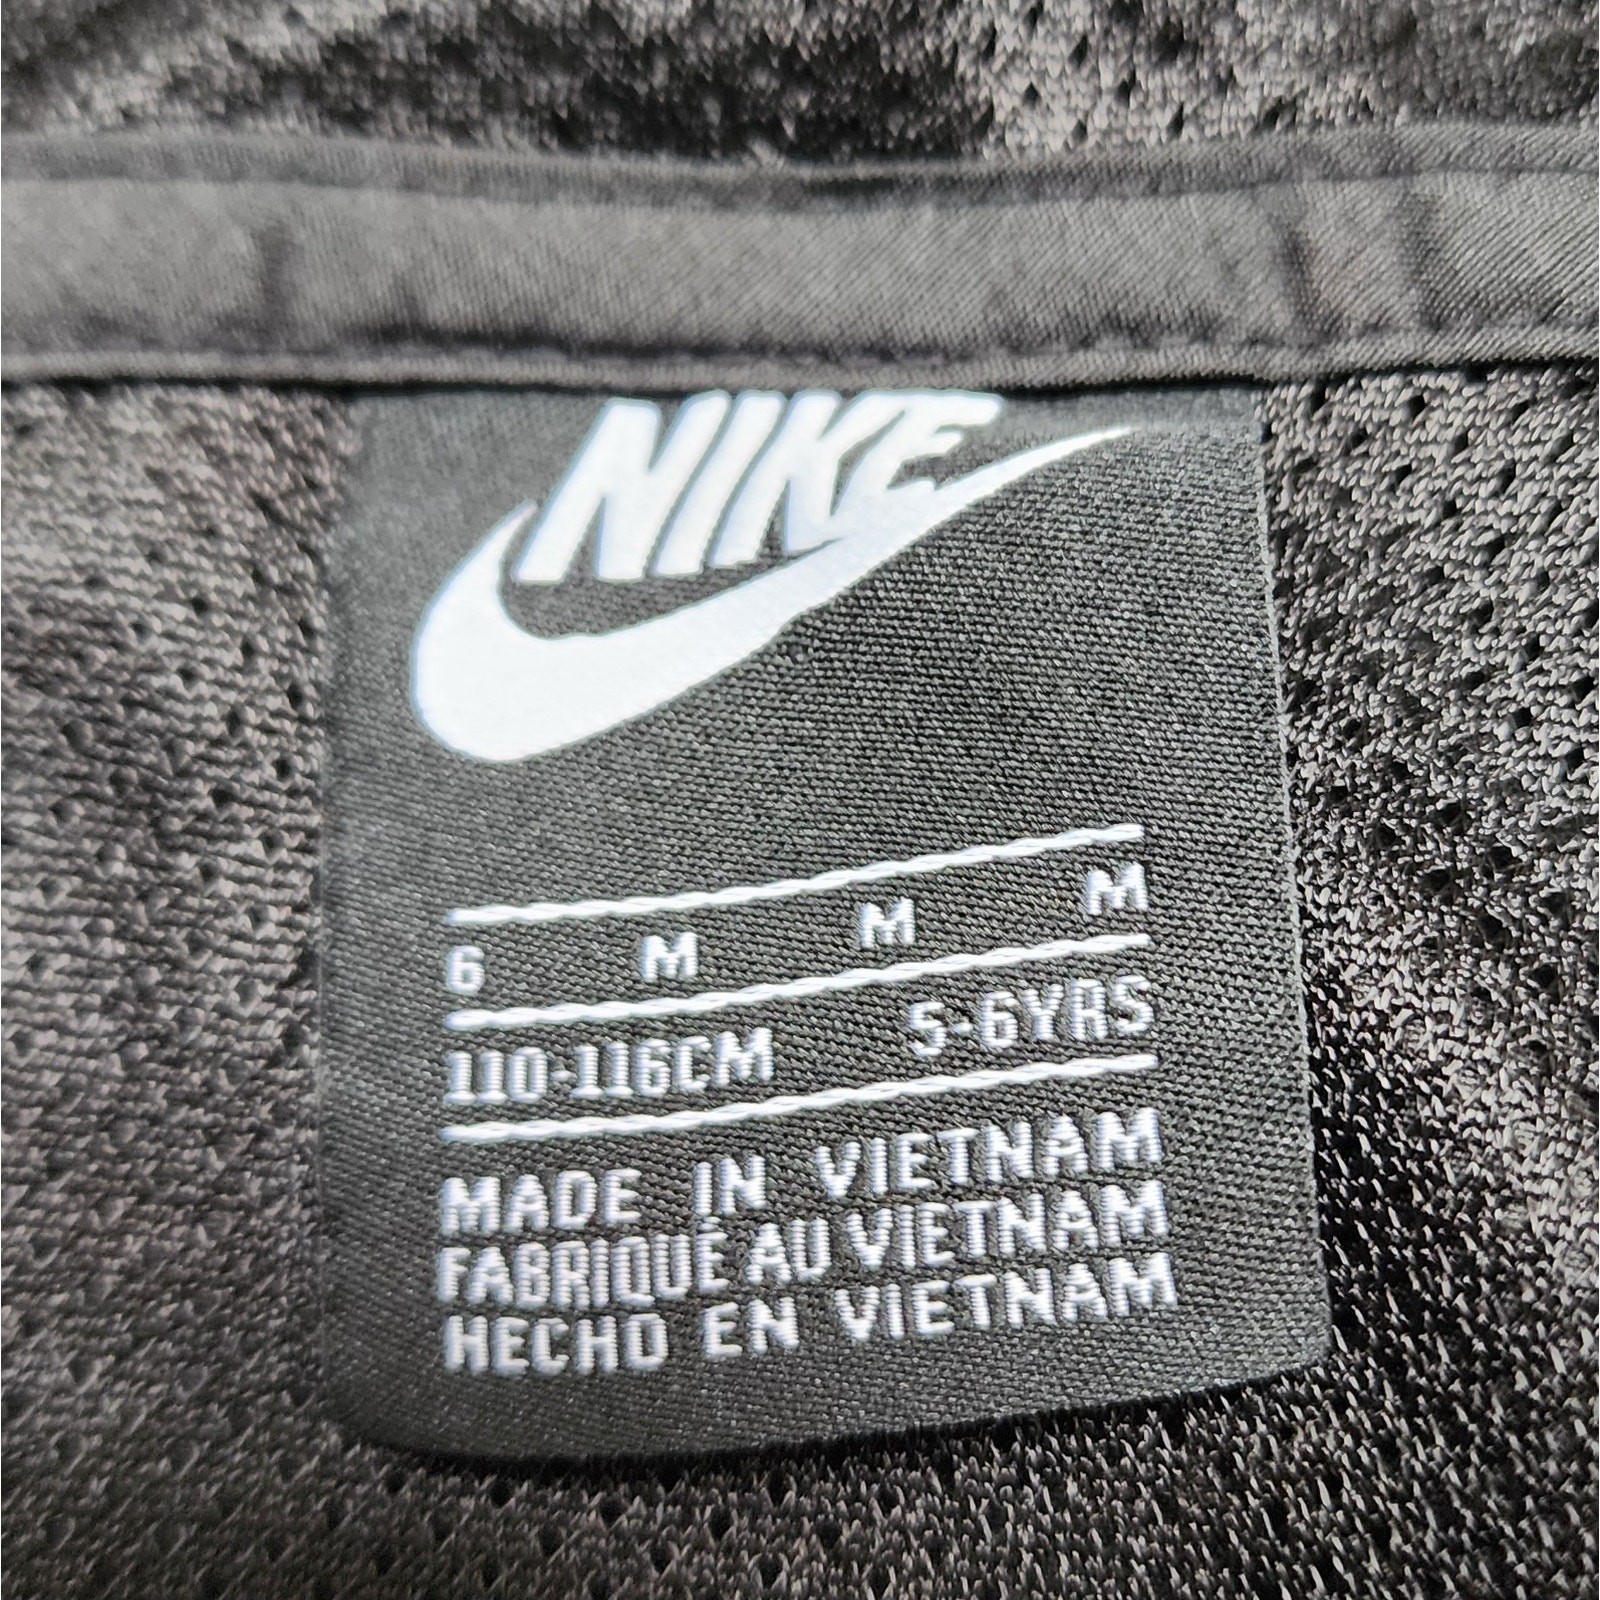 NIKE
6 M M M
110-116CM 5-6YRS
MADE IN VIETNAM
FABRIQUÉ AU VIETNAM
HECHO EN VIETNAM